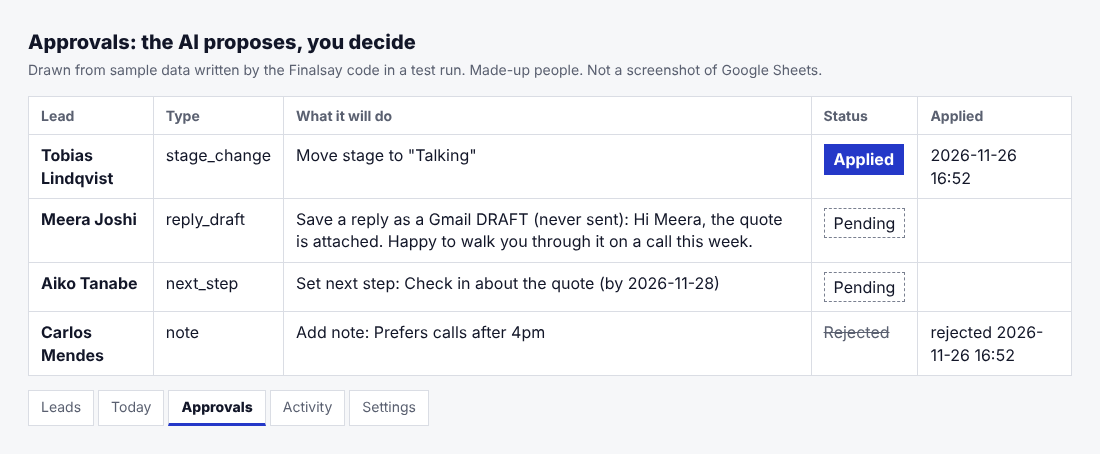 Approvals: the AI proposes, you decide
Drawn from sample data written by the Finalsay code in a test run. Made-up people. Not a screenshot of Google Sheets.
Lead Type What it will do Status Applied
Tobias Lindqvist stage_change Move stage to "Talking" Applied 2026-11-26 16:52
Meera Joshi reply_draft Save a reply as a Gmail DRAFT (never sent): Hi Meera, the quote
is attached. Happy to walk you through it on a call this week. Pending
Aiko Tanabe next_step Set next step: Check in about the quote (by 2026-11-28) Pending
Carlos Mendes note Add note: Prefers calls after 4pm Rejected rejected 2026-11-26 16:52
Leads Today Approvals Activity Settings